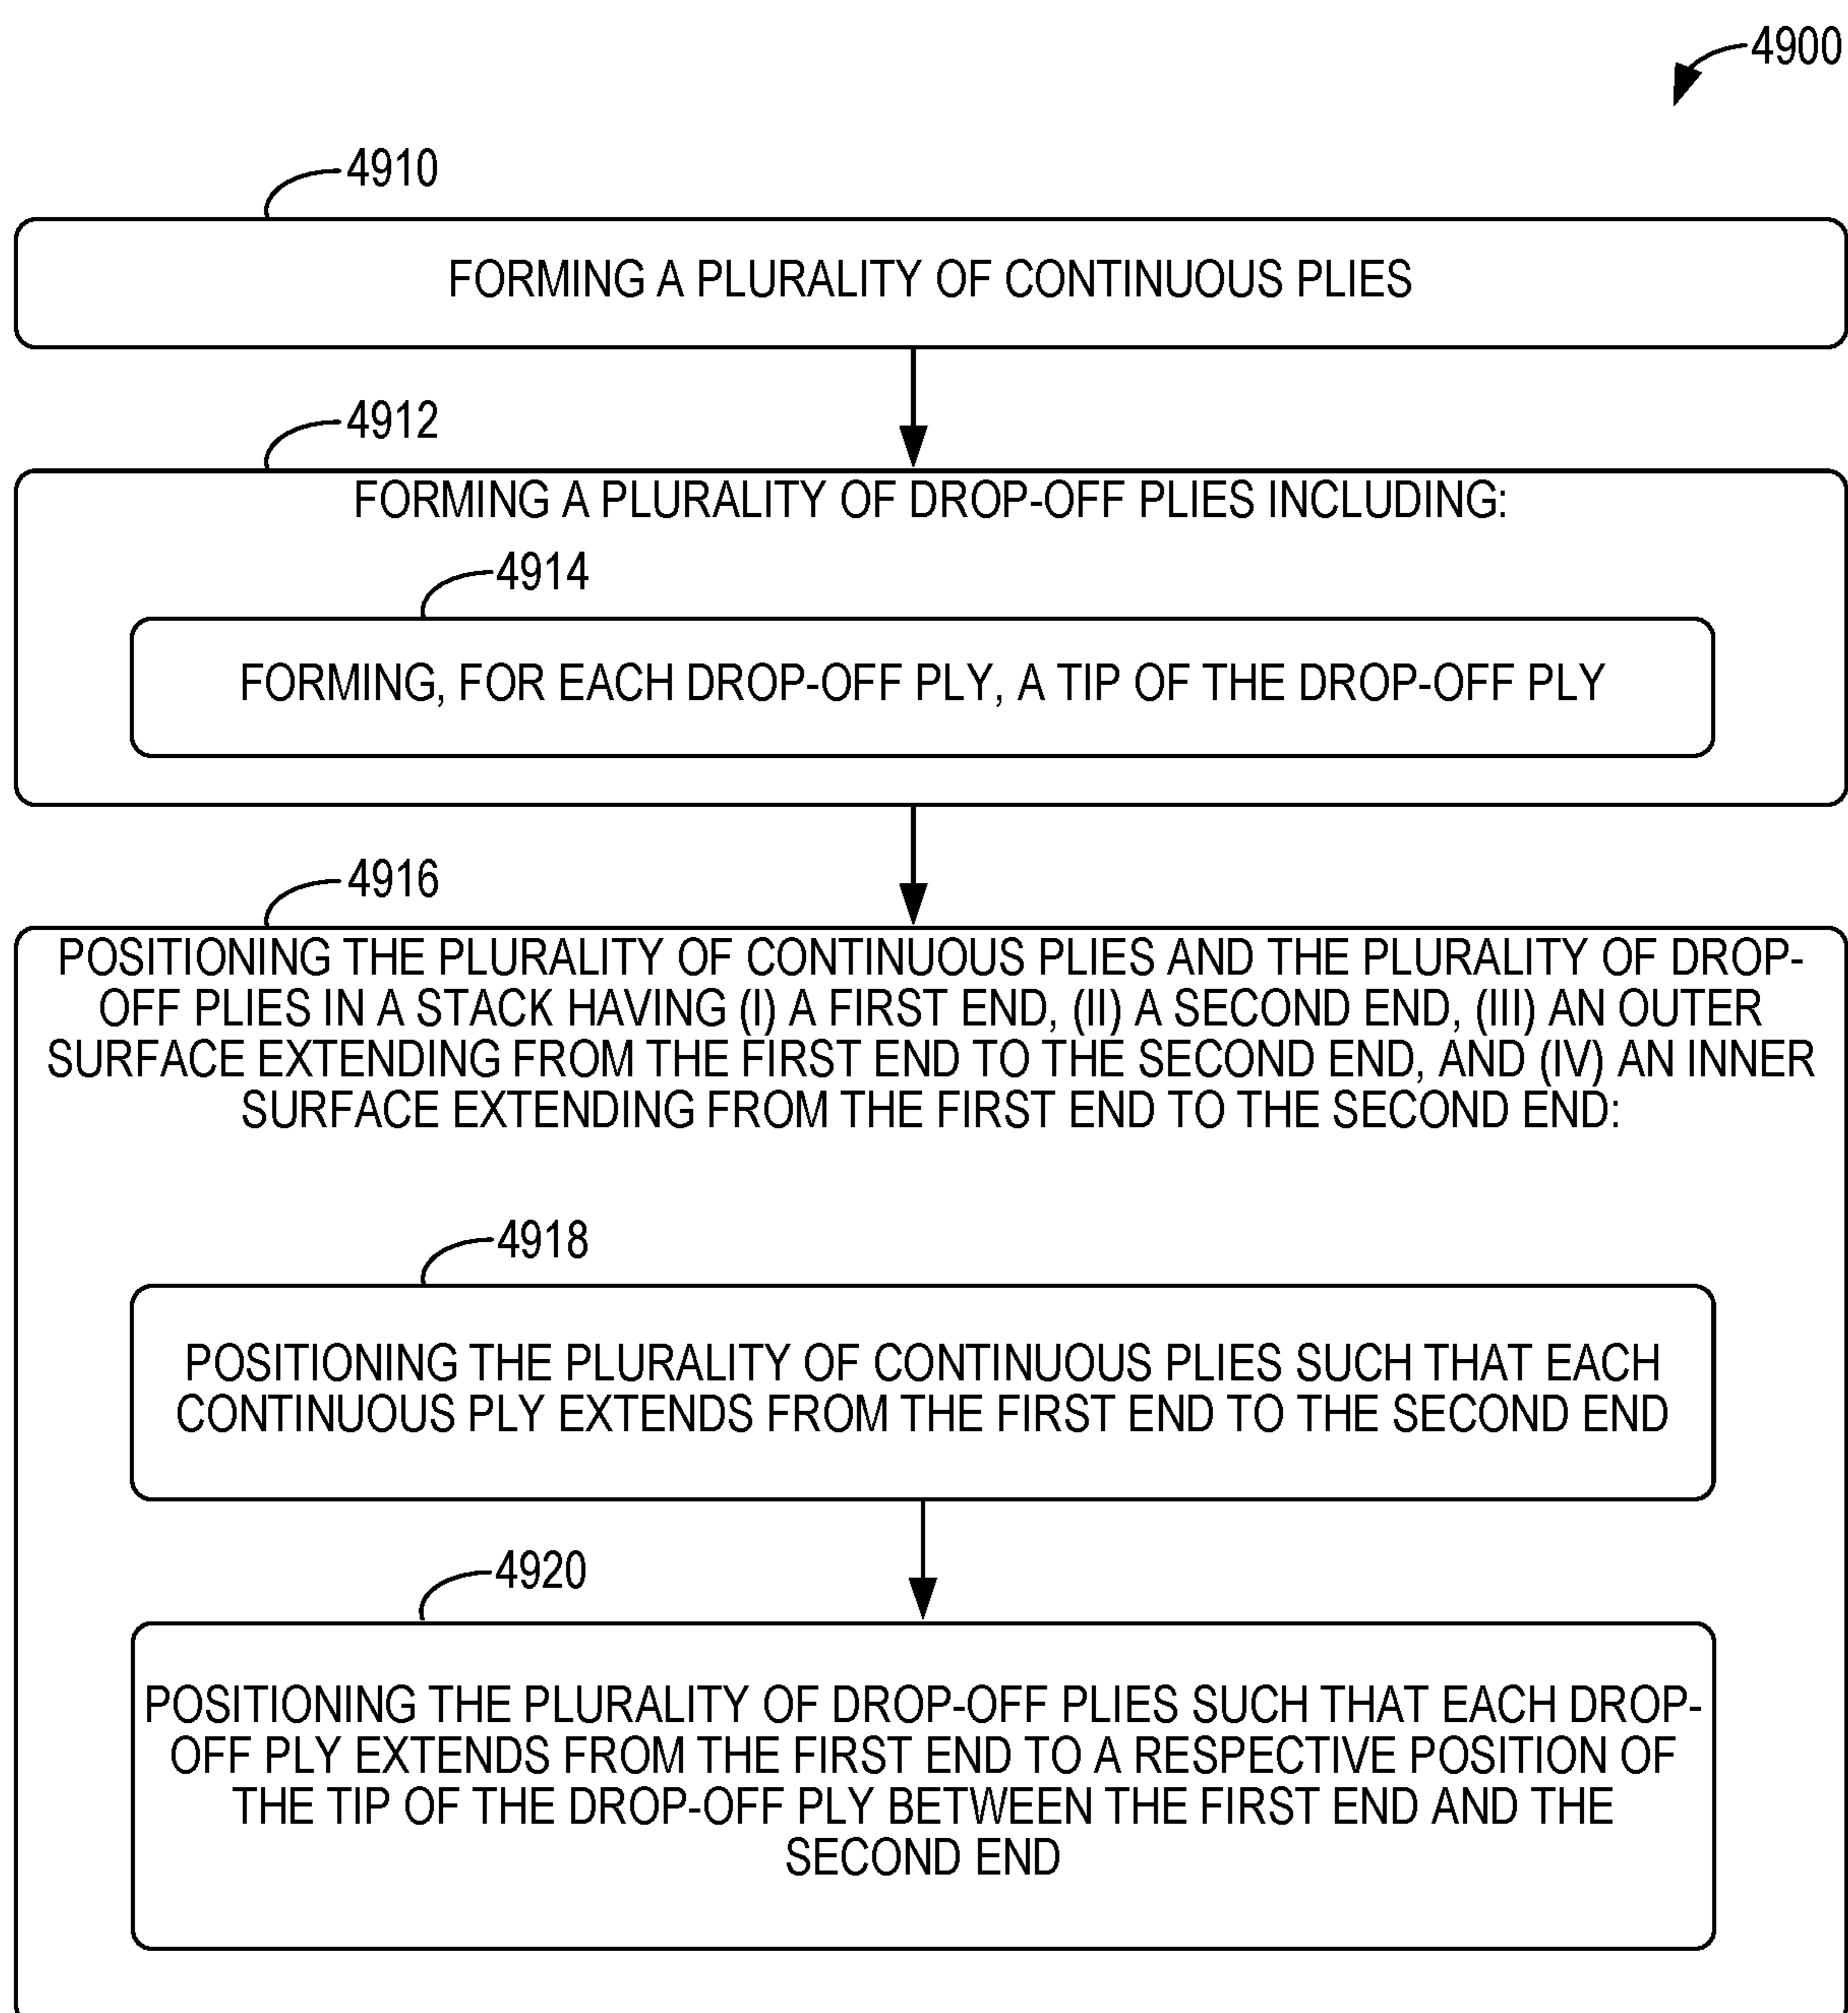 4900
4910
FORMING A PLURALITY OF CONTINUOUS PLIES
4912
FORMING A PLURALITY OF DROP-OFF PLIES INCLUDING:
4914
FORMING, FOR EACH DROP-OFF PLY, A TIP OF THE DROP-OFF PLY
4916
POSITIONING THE PLURALITY OF CONTINUOUS PLIES AND THE PLURALITY OF DROP-
OFF PLIES IN A STACK HAVING (I) A FIRST END, (II) A SECOND END, (III) AN OUTER
SURFACE EXTENDING FROM THE FIRST END TO THE SECOND END, AND (IV) AN INNER
SURFACE EXTENDING FROM THE FIRST END TO THE SECOND END:
4918
POSITIONING THE PLURALITY OF CONTINUOUS PLIES SUCH THAT EACH
CONTINUOUS PLY EXTENDS FROM THE FIRST END TO THE SECOND END
4920
POSITIONING THE PLURALITY OF DROP-OFF PLIES SUCH THAT EACH DROP-
OFF PLY EXTENDS FROM THE FIRST END TO A RESPECTIVE POSITION OF
THE TIP OF THE DROP-OFF PLY BETWEEN THE FIRST END AND THE
SECOND END